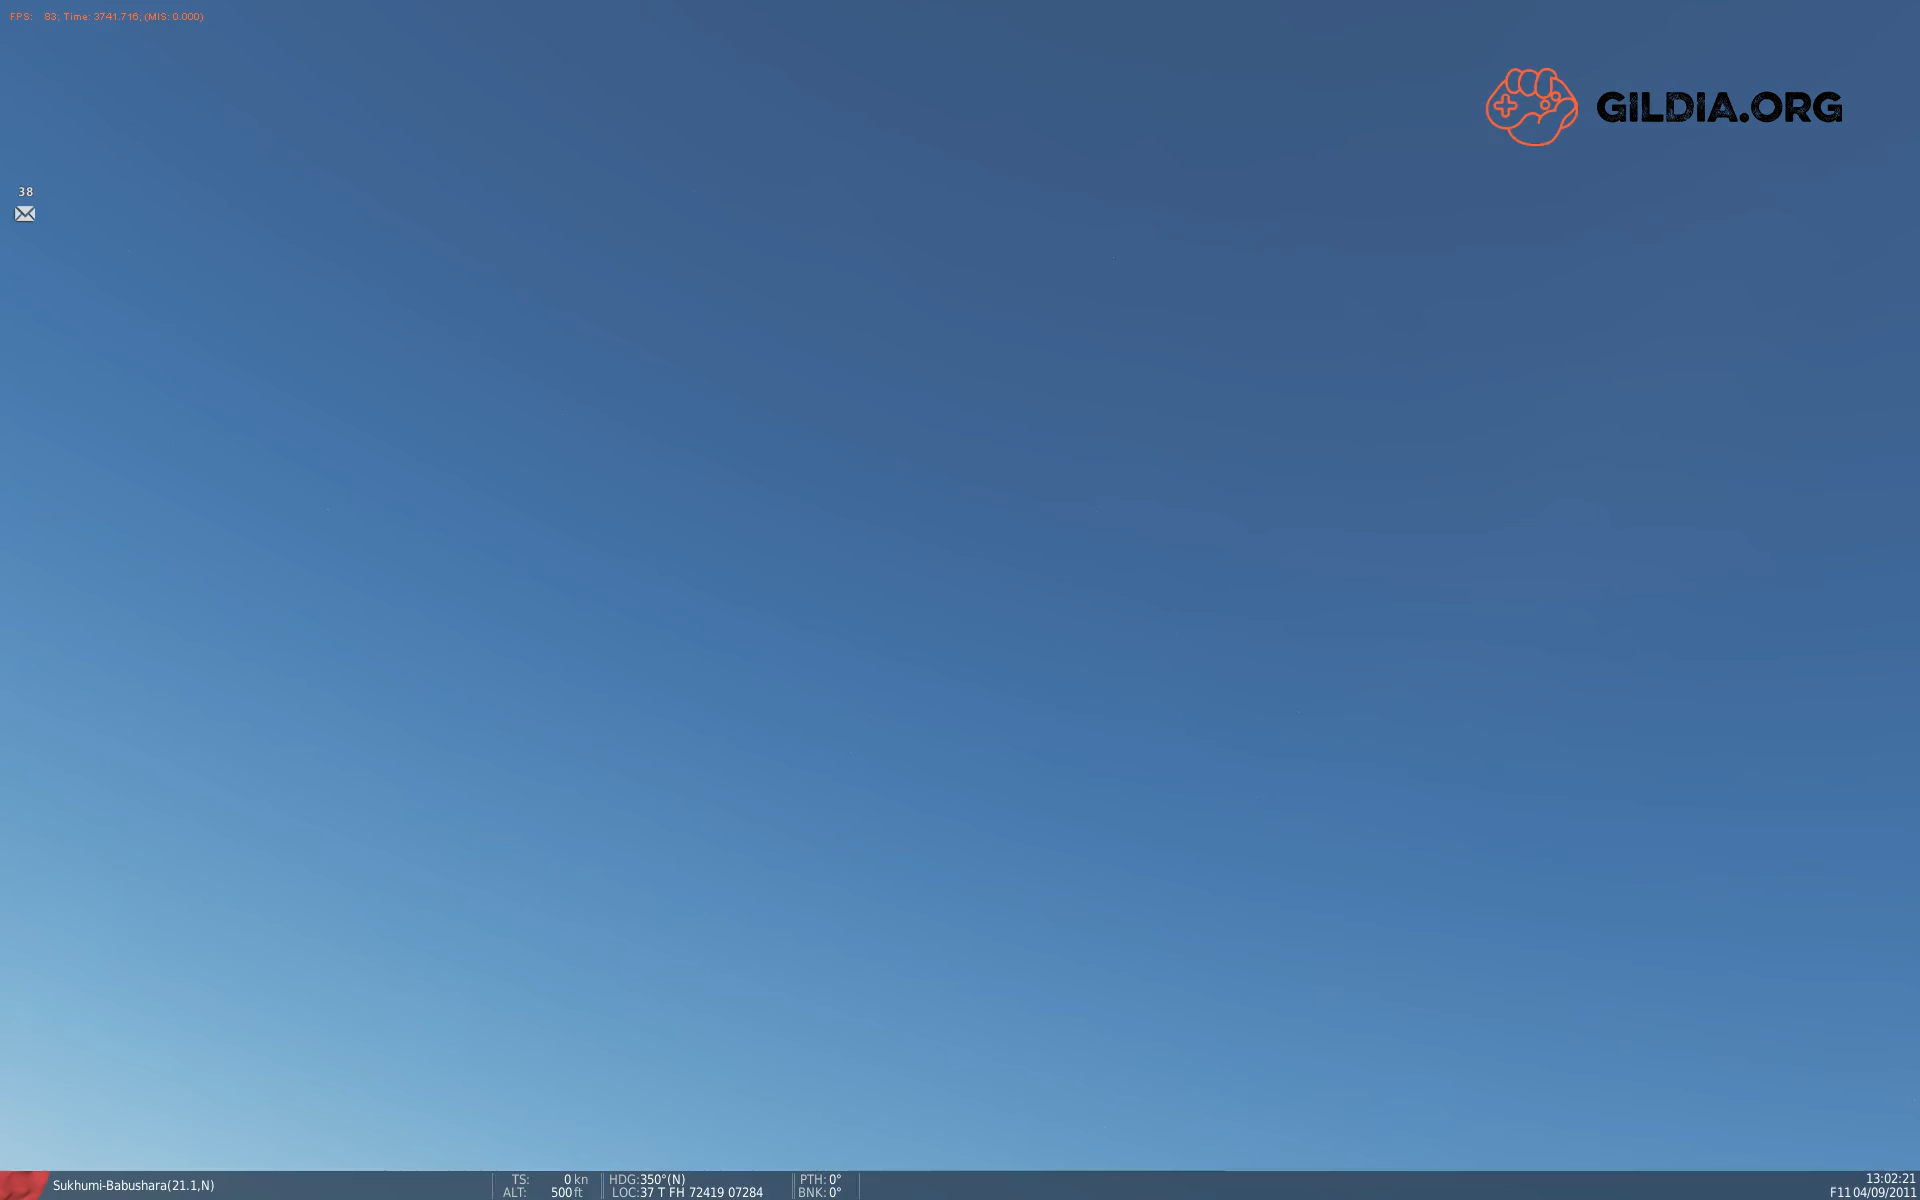 FPS: 83; Time: 3741.716; (MIS: 0.000)
GILDIA.ORG
38
Sukhumi-Babushara(21.1,N)
TS: 0 kn
ALT: 500 ft
HDG:350°(N)
LOC:37 T FH 72419 07284
PTH: 0°
BNK: 0°
13:02:21
F11 04/09/2011